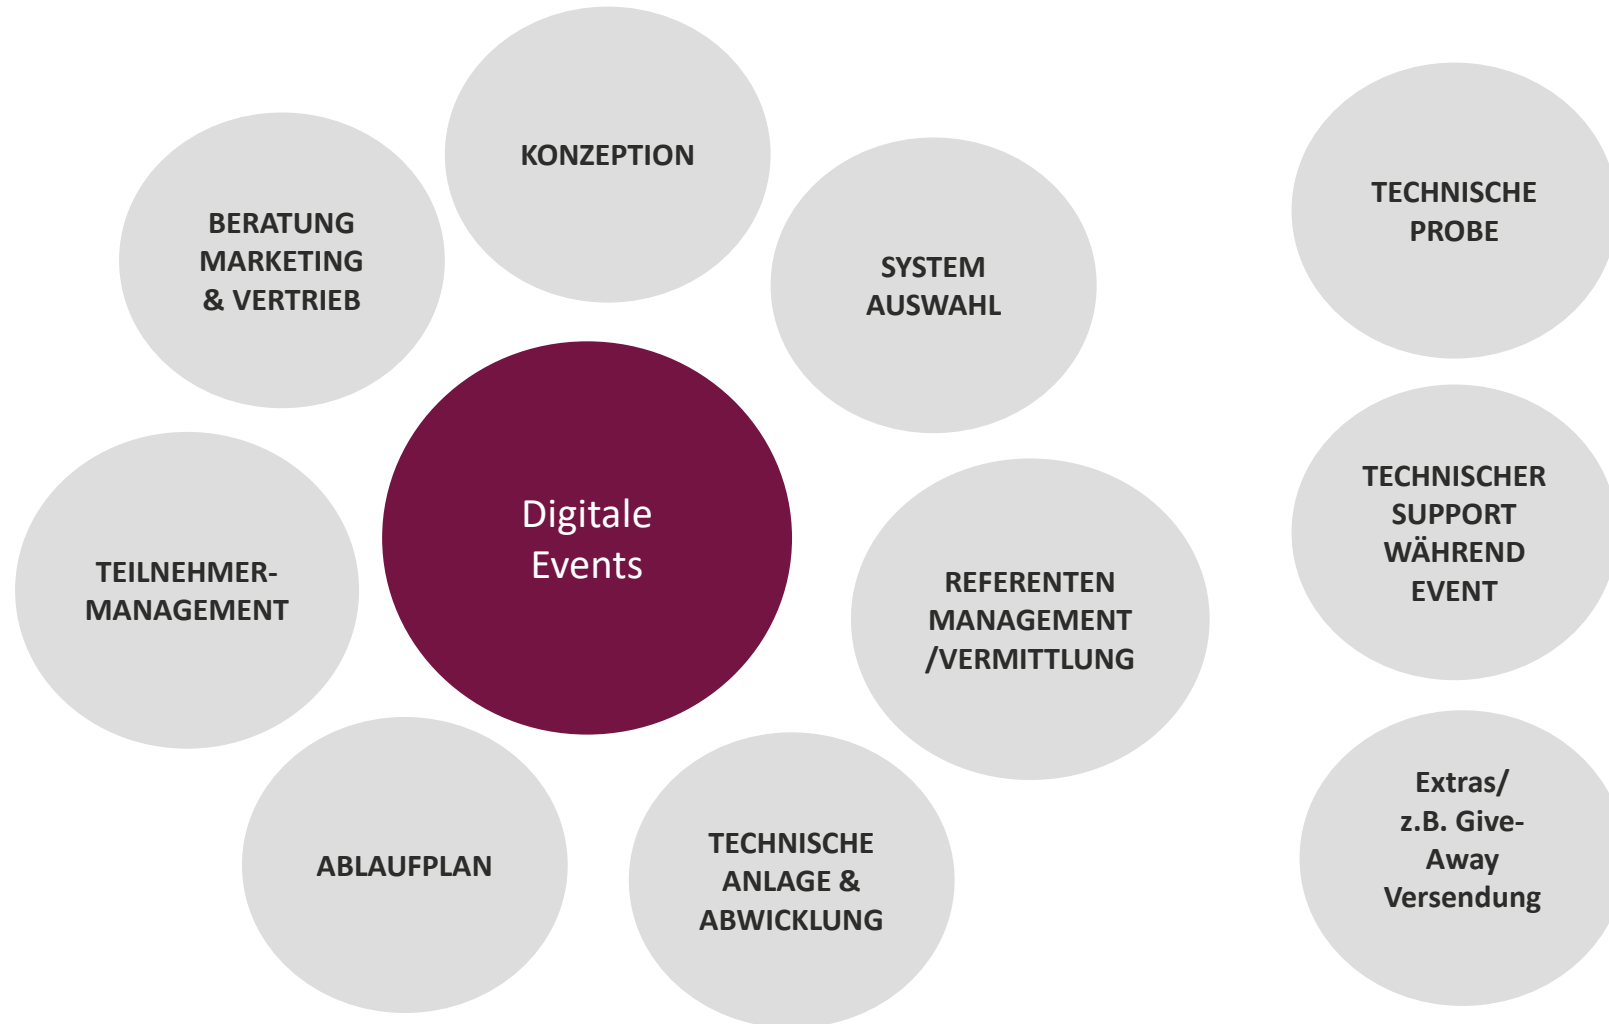 KONZEPTION
BERATUNG
MARKETING
& VERTRIEB
SYSTEM
AUSWAHL
Digitale
Events
TEILNEHMER-
MANAGEMENT
REFERENTEN
MANAGEMENT
/VERMITTLUNG
ABLAUFPLAN
TECHNISCHE
ANLAGE &
ABWICKLUNG
TECHNISCHE
PROBE
TECHNISCHER
SUPPORT
WÄHREND
EVENT
Extras/
z.B. Give-
Away
Versendung